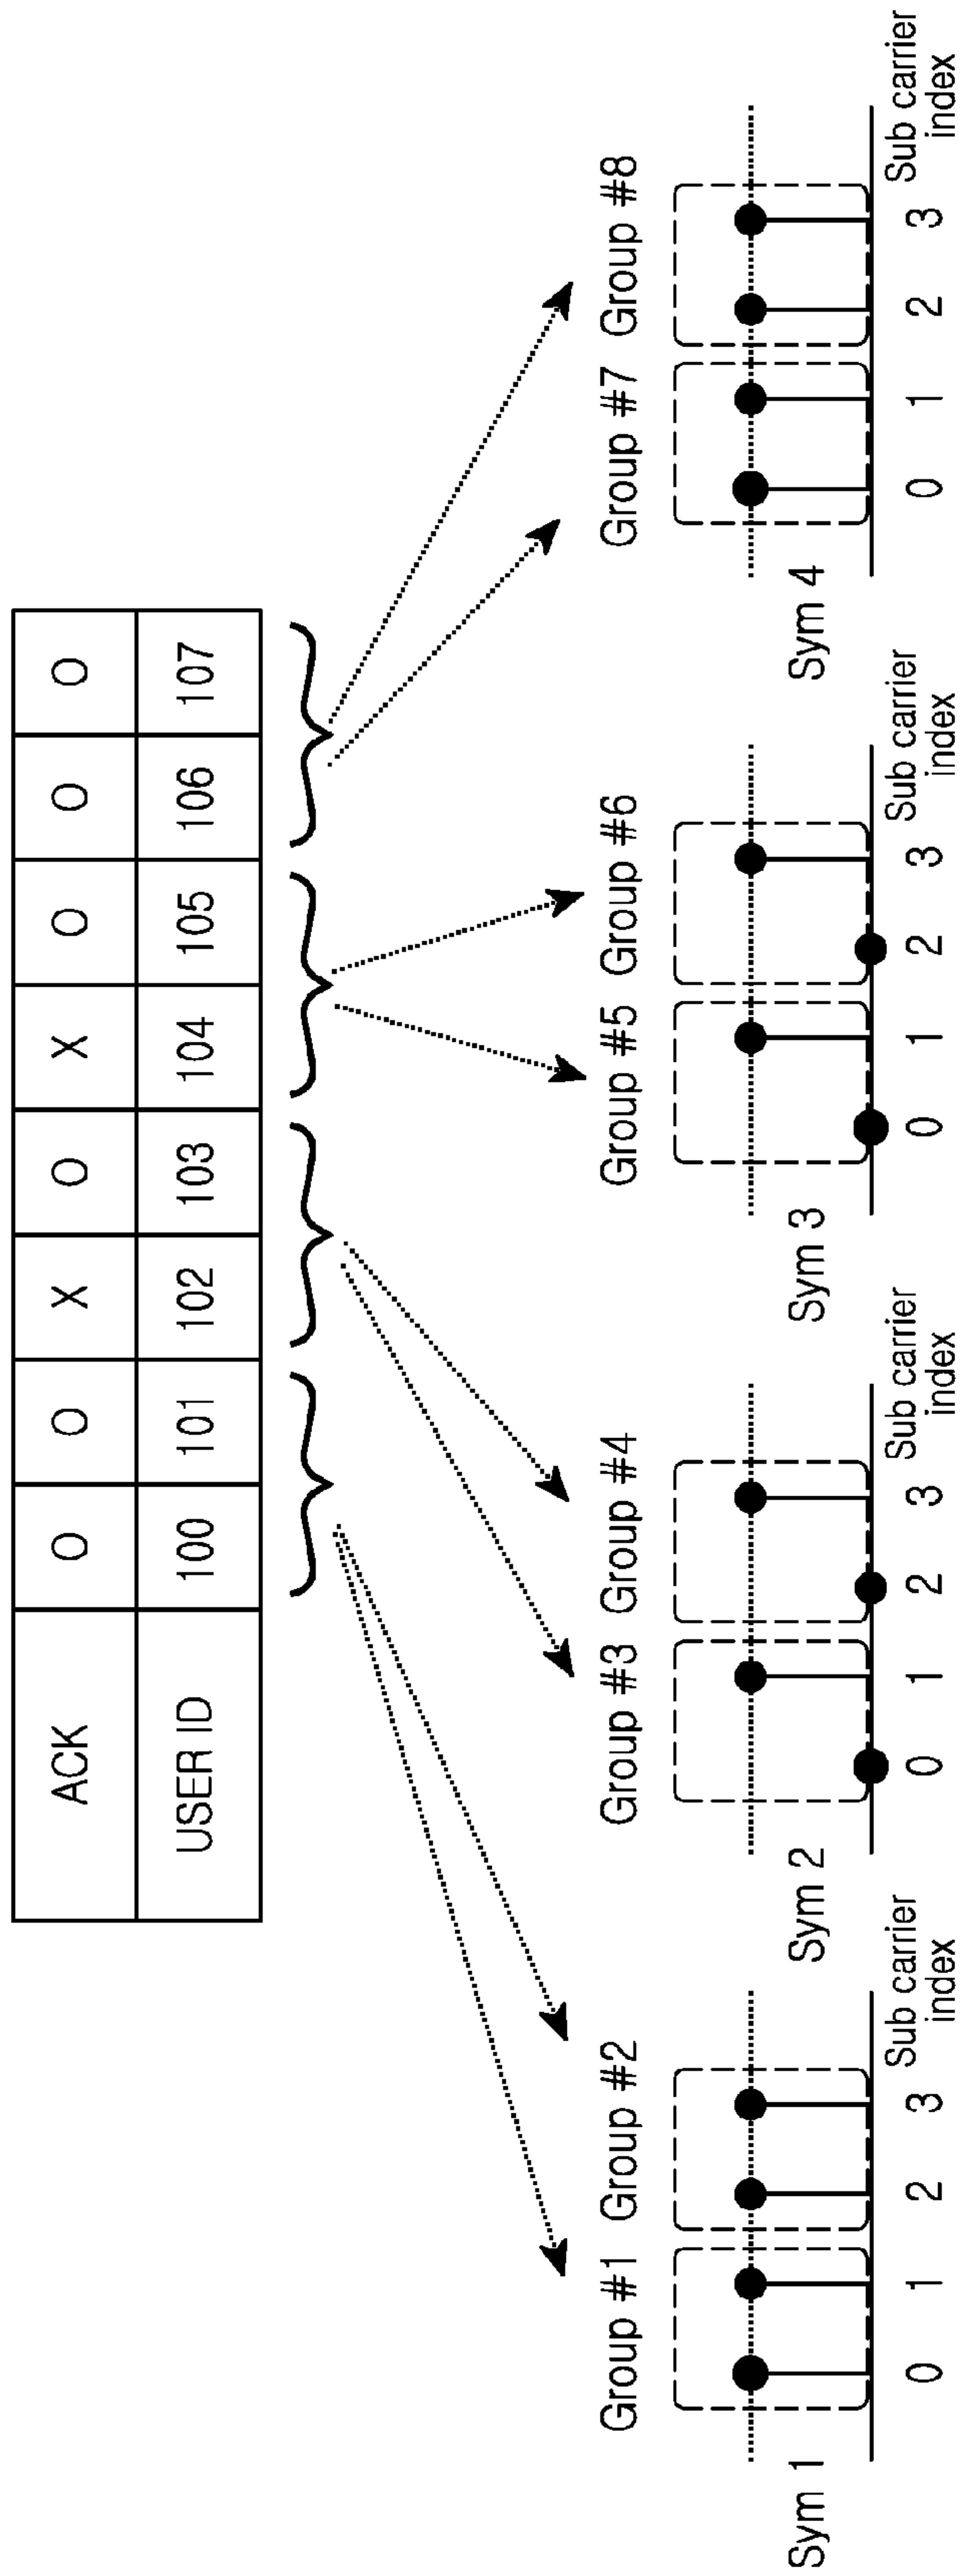 ACK O O X O X O O O
USER ID 100 101 102 103 104 105 106 107
Group #1 Group #2 Group #3 Group #4 Group #5 Group #6 Group #7 Group #8
Sym 1 Sym 2 Sym 3 Sym 4
0 1 2 3 Sub carrier index 0 1 2 3 Sub carrier index 0 1 2 3 Sub carrier index 0 1 2 3 Sub carrier index